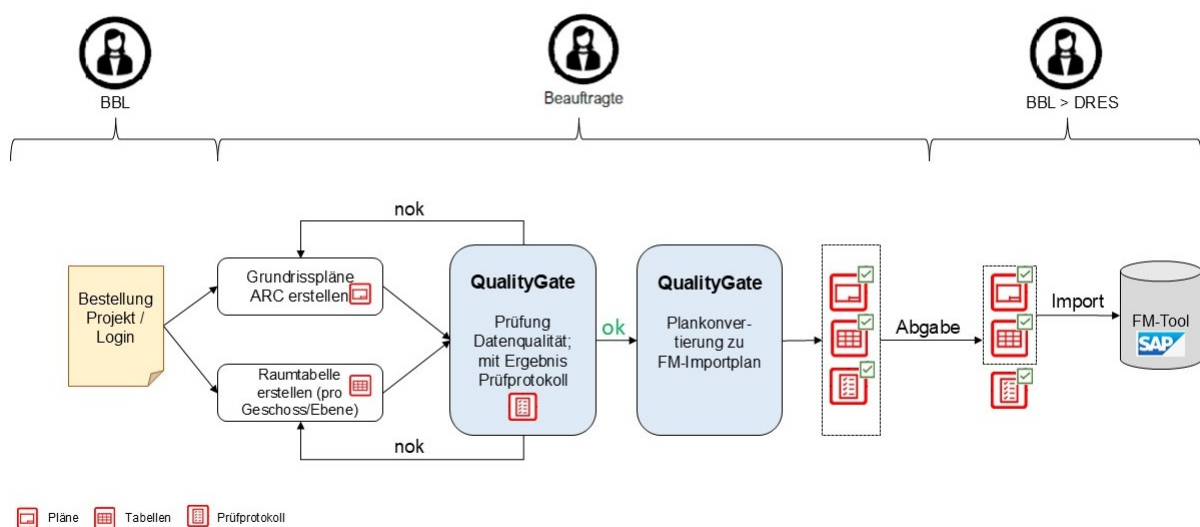 BBL
Beauftragte
BBL > DRES
nok
Bestellung
Projekt /
Login
Grundrisspläne
ARC erstellen
Raumtabelle
erstellen (pro
Geschoss/Ebene)
nok
QualityGate
Prüfung
Datenqualität;
mit Ergebnis
Prüfprotokoll
ok
QualityGate
Plankonver-
tierung zu
FM-Importplan
Abgabe
Import
FM-Tool
SAP
Pläne
Tabellen
Prüfprotokoll